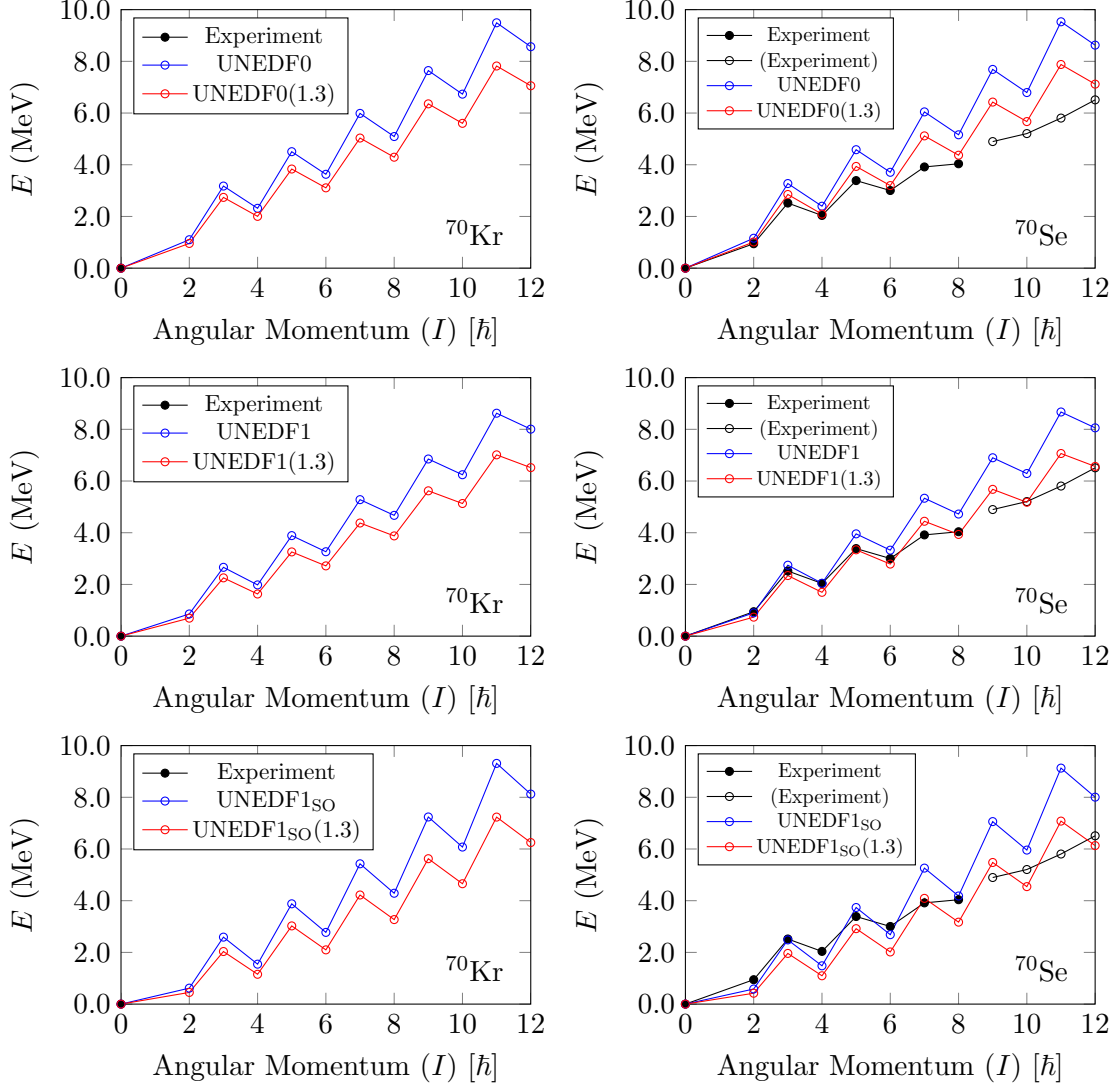 10.0
8.0
6.0
4.0
2.0
0.0
E (MeV)
0 2 4 6 8 10 12
Angular Momentum (I) [ħ]
Experiment
UNEDF0
UNEDF0(1.3)
⁷⁰Kr
10.0
8.0
6.0
4.0
2.0
0.0
E (MeV)
0 2 4 6 8 10 12
Angular Momentum (I) [ħ]
Experiment
(Experiment)
UNEDF0
UNEDF0(1.3)
⁷⁰Se
10.0
8.0
6.0
4.0
2.0
0.0
E (MeV)
0 2 4 6 8 10 12
Angular Momentum (I) [ħ]
Experiment
UNEDF1
UNEDF1(1.3)
⁷⁰Kr
10.0
8.0
6.0
4.0
2.0
0.0
E (MeV)
0 2 4 6 8 10 12
Angular Momentum (I) [ħ]
Experiment
(Experiment)
UNEDF1
UNEDF1(1.3)
⁷⁰Se
10.0
8.0
6.0
4.0
2.0
0.0
E (MeV)
0 2 4 6 8 10 12
Angular Momentum (I) [ħ]
Experiment
UNEDF1SO
UNEDF1SO(1.3)
⁷⁰Kr
10.0
8.0
6.0
4.0
2.0
0.0
E (MeV)
0 2 4 6 8 10 12
Angular Momentum (I) [ħ]
Experiment
(Experiment)
UNEDF1SO
UNEDF1SO(1.3)
⁷⁰Se